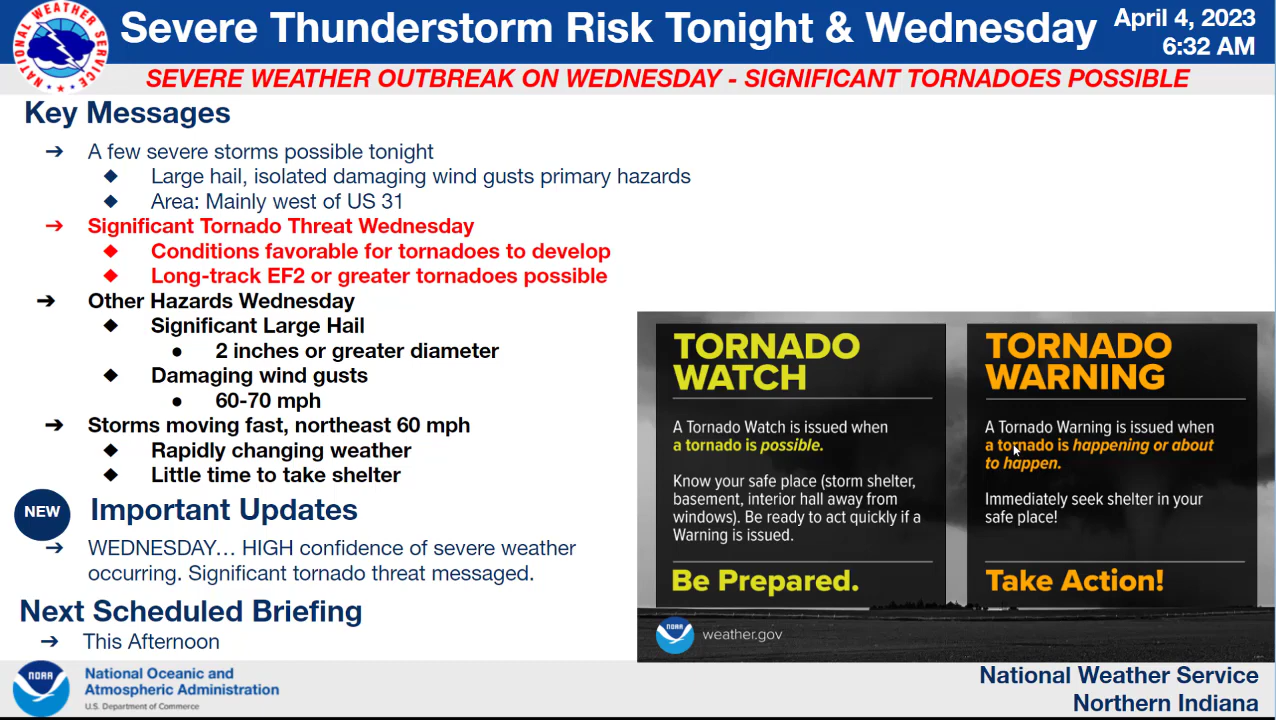 NATIONAL WEATHER SERVICE
Severe Thunderstorm Risk Tonight & Wednesday
April 4, 2023
6:32 AM
SEVERE WEATHER OUTBREAK ON WEDNESDAY - SIGNIFICANT TORNADOES POSSIBLE
Key Messages
➔ A few severe storms possible tonight
◆ Large hail, isolated damaging wind gusts primary hazards
◆ Area: Mainly west of US 31
➔ Significant Tornado Threat Wednesday
◆ Conditions favorable for tornadoes to develop
◆ Long-track EF2 or greater tornadoes possible
➔ Other Hazards Wednesday
◆ Significant Large Hail
● 2 inches or greater diameter
◆ Damaging wind gusts
● 60-70 mph
➔ Storms moving fast, northeast 60 mph
◆ Rapidly changing weather
◆ Little time to take shelter
NEW
Important Updates
➔ WEDNESDAY… HIGH confidence of severe weather
occurring. Significant tornado threat messaged.
Next Scheduled Briefing
➔ This Afternoon
TORNADO
WATCH
A Tornado Watch is issued when
a tornado is possible.
Know your safe place (storm shelter,
basement, interior hall away from
windows). Be ready to act quickly if a
Warning is issued.
Be Prepared.
TORNADO
WARNING
A Tornado Warning is issued when
a tornado is happening or about
to happen.
Immediately seek shelter in your
safe place!
Take Action!
NOAA
weather.gov
NOAA
National Oceanic and
Atmospheric Administration
U.S. Department of Commerce
National Weather Service
Northern Indiana